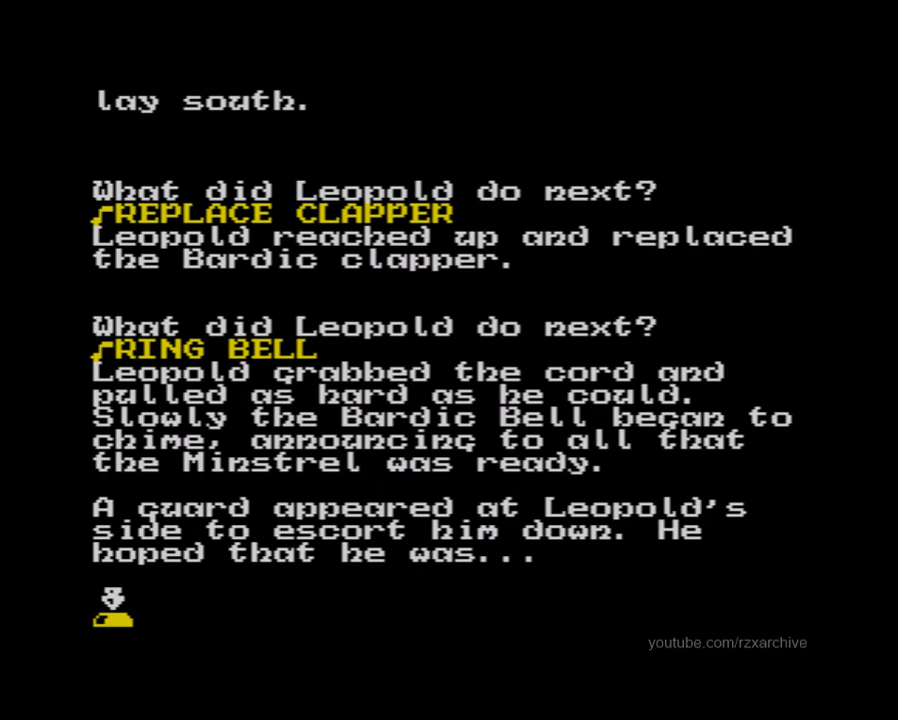 lay south.
What did Leopold do next?
REPLACE CLAPPER
Leopold reached up and replaced
the Bardic clapper.
What did Leopold do next?
RING BELL
Leopold grabbed the cord and
pulled as hard as he could.
Slowly the Bardic Bell began to
chime, announcing to all that
the Minstrel was ready.
A guard appeared at Leopold's
side to escort him down. He
hoped that he was...
youtube.com/rzxarchive